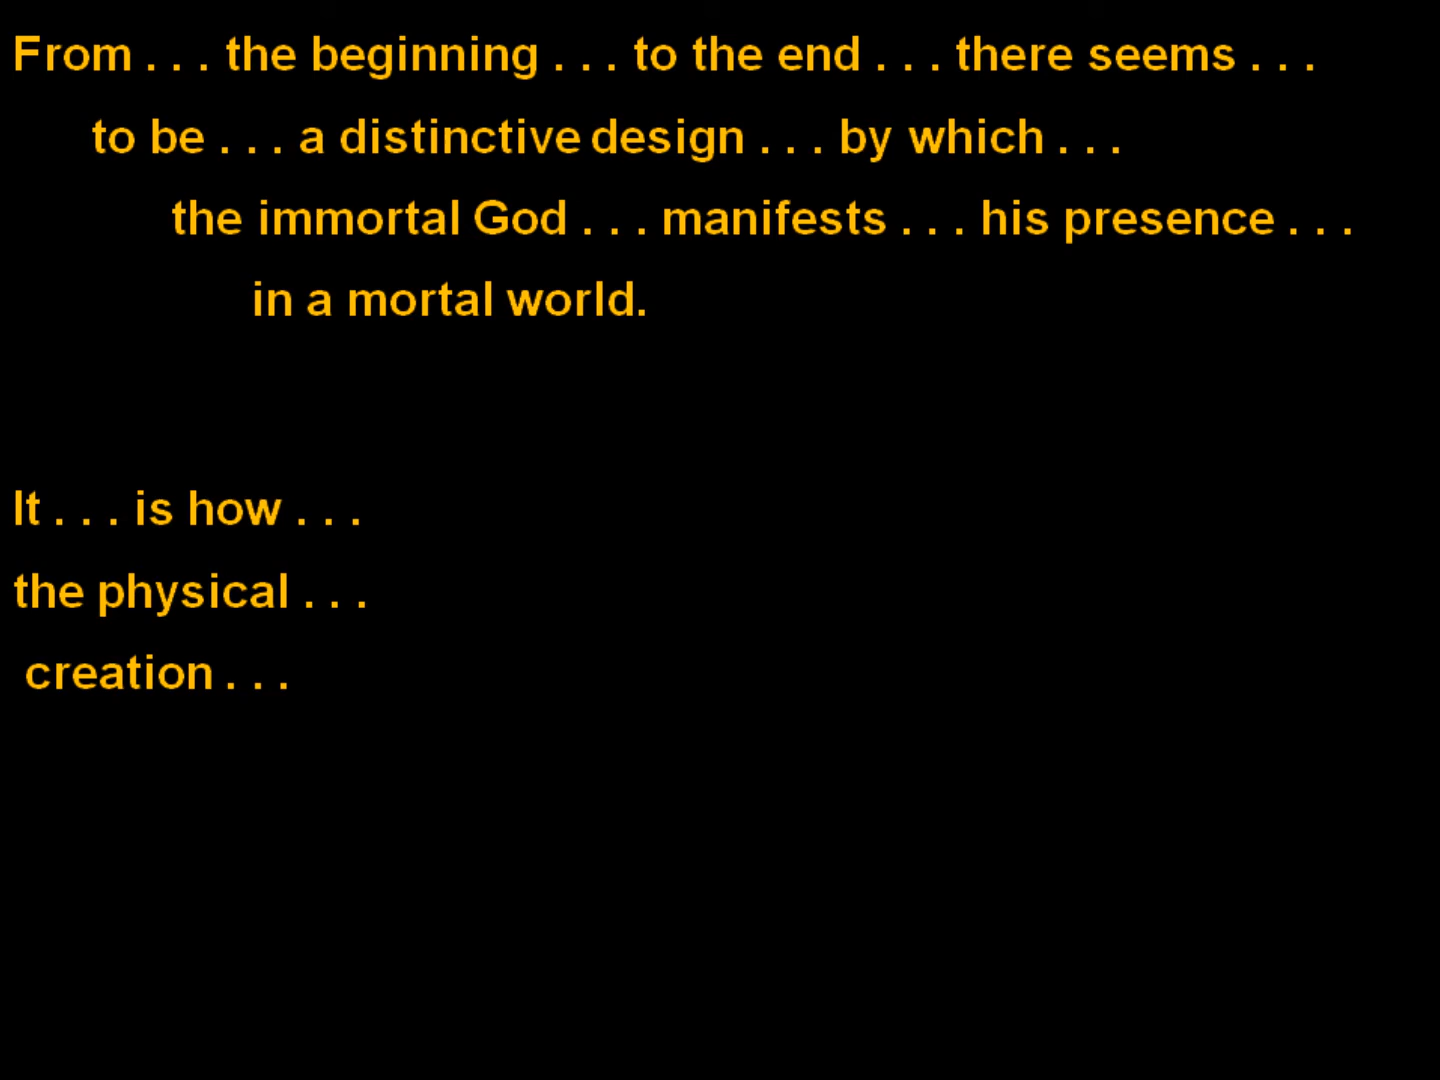 From . . . the beginning . . . to the end . . . there seems . . .
to be . . . a distinctive design . . . by which . . .
the immortal God . . . manifests . . . his presence . . .
in a mortal world.
It . . . is how . . .
the physical . . .
creation . . .